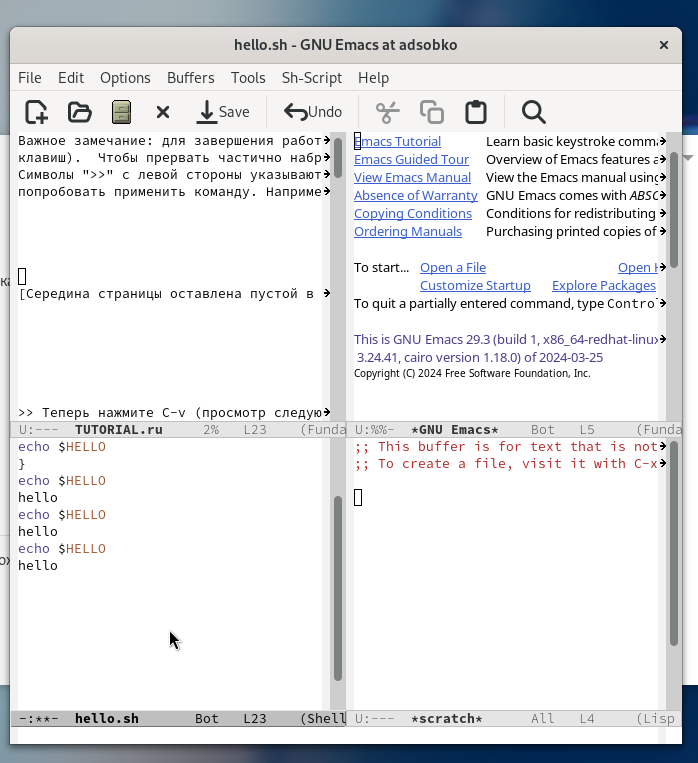 hello.sh - GNU Emacs at adsobko
File Edit Options Buffers Tools Sh-Script Help
Save Undo
Важное замечание: для завершения работ
клавиш). Чтобы прервать частично набр
Символы ">>" с левой стороны указывают
попробовать применить команду. Наприме
[Середина страницы оставлена пустой в
>> Теперь нажмите C-v (просмотр следую
U:--- TUTORIAL.ru 2% L23 (Funda
Emacs Tutorial Learn basic keystroke comm
Emacs Guided Tour Overview of Emacs features a
View Emacs Manual View the Emacs manual using
Absence of Warranty GNU Emacs comes with ABSO
Copying Conditions Conditions for redistributing
Ordering Manuals Purchasing printed copies of
To start... Open a File Open H
Customize Startup Explore Packages
To quit a partially entered command, type Contro
This is GNU Emacs 29.3 (build 1, x86_64-redhat-linux
3.24.41, cairo version 1.18.0) of 2024-03-25
Copyright (C) 2024 Free Software Foundation, Inc.
U:%%- *GNU Emacs* Bot L5 (Funda
echo $HELLO
}
echo $HELLO
hello
echo $HELLO
hello
echo $HELLO
hello
-:**- hello.sh Bot L23 (Shell
;; This buffer is for text that is not
;; To create a file, visit it with C-x
U:--- *scratch* All L4 (Lisp